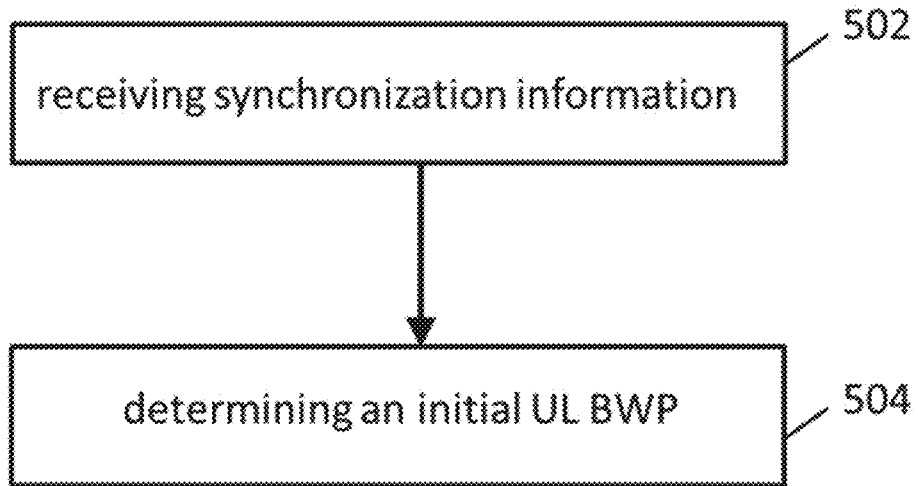 502
receiving synchronization information
determining an initial UL BWP
504